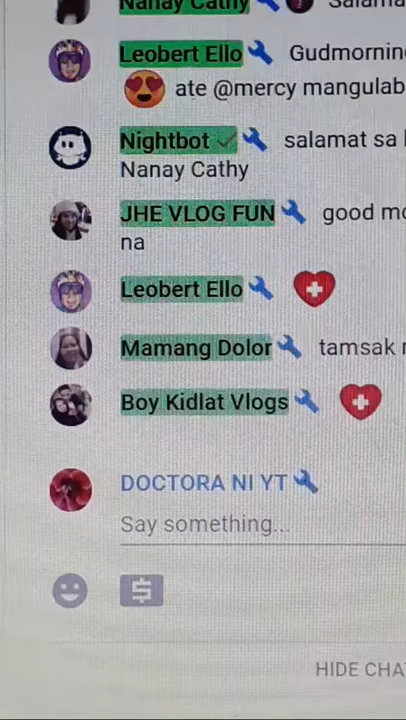 Nanay Cathy
Leobert Ello Gudmornin
ate @mercy mangulab
Nightbot salamat sa
Nanay Cathy
JHE VLOG FUN good mo
na
Leobert Ello
Mamang Dolor tamsak
Boy Kidlat Vlogs
DOCTORA NI YT
Say something...
HIDE CHA